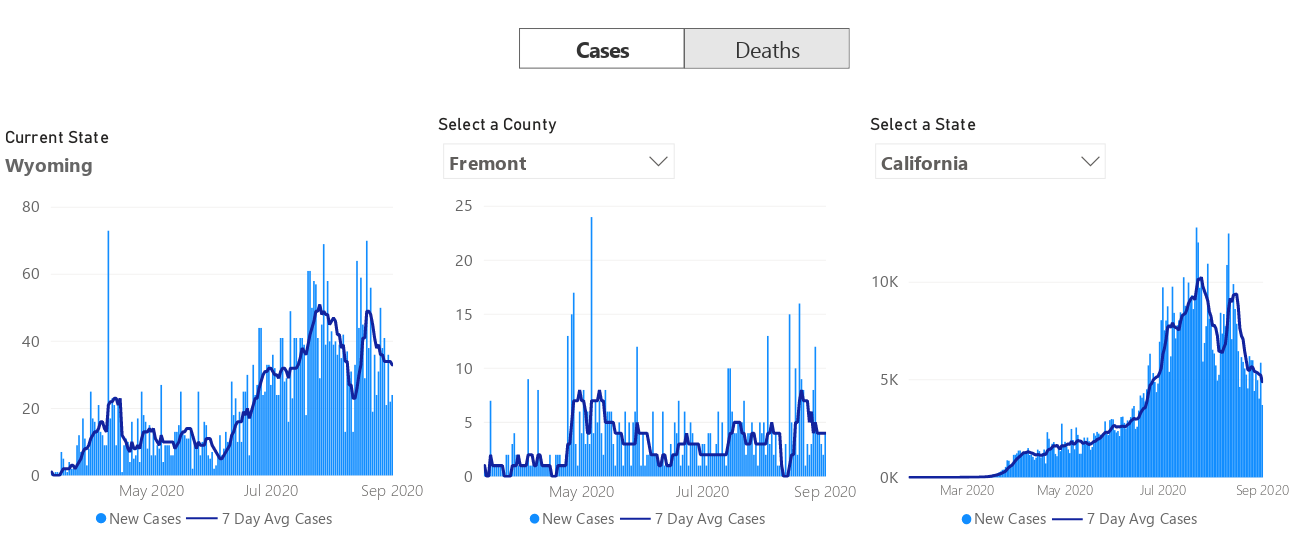 Cases Deaths
Current State
Wyoming
80
60
40
20
0
May 2020 Jul 2020 Sep 2020
New Cases 7 Day Avg Cases
Select a County
Fremont
25
20
15
10
5
0
May 2020 Jul 2020 Sep 2020
New Cases 7 Day Avg Cases
Select a State
California
10K
5K
0K
Mar 2020 May 2020 Jul 2020 Sep 2020
New Cases 7 Day Avg Cases